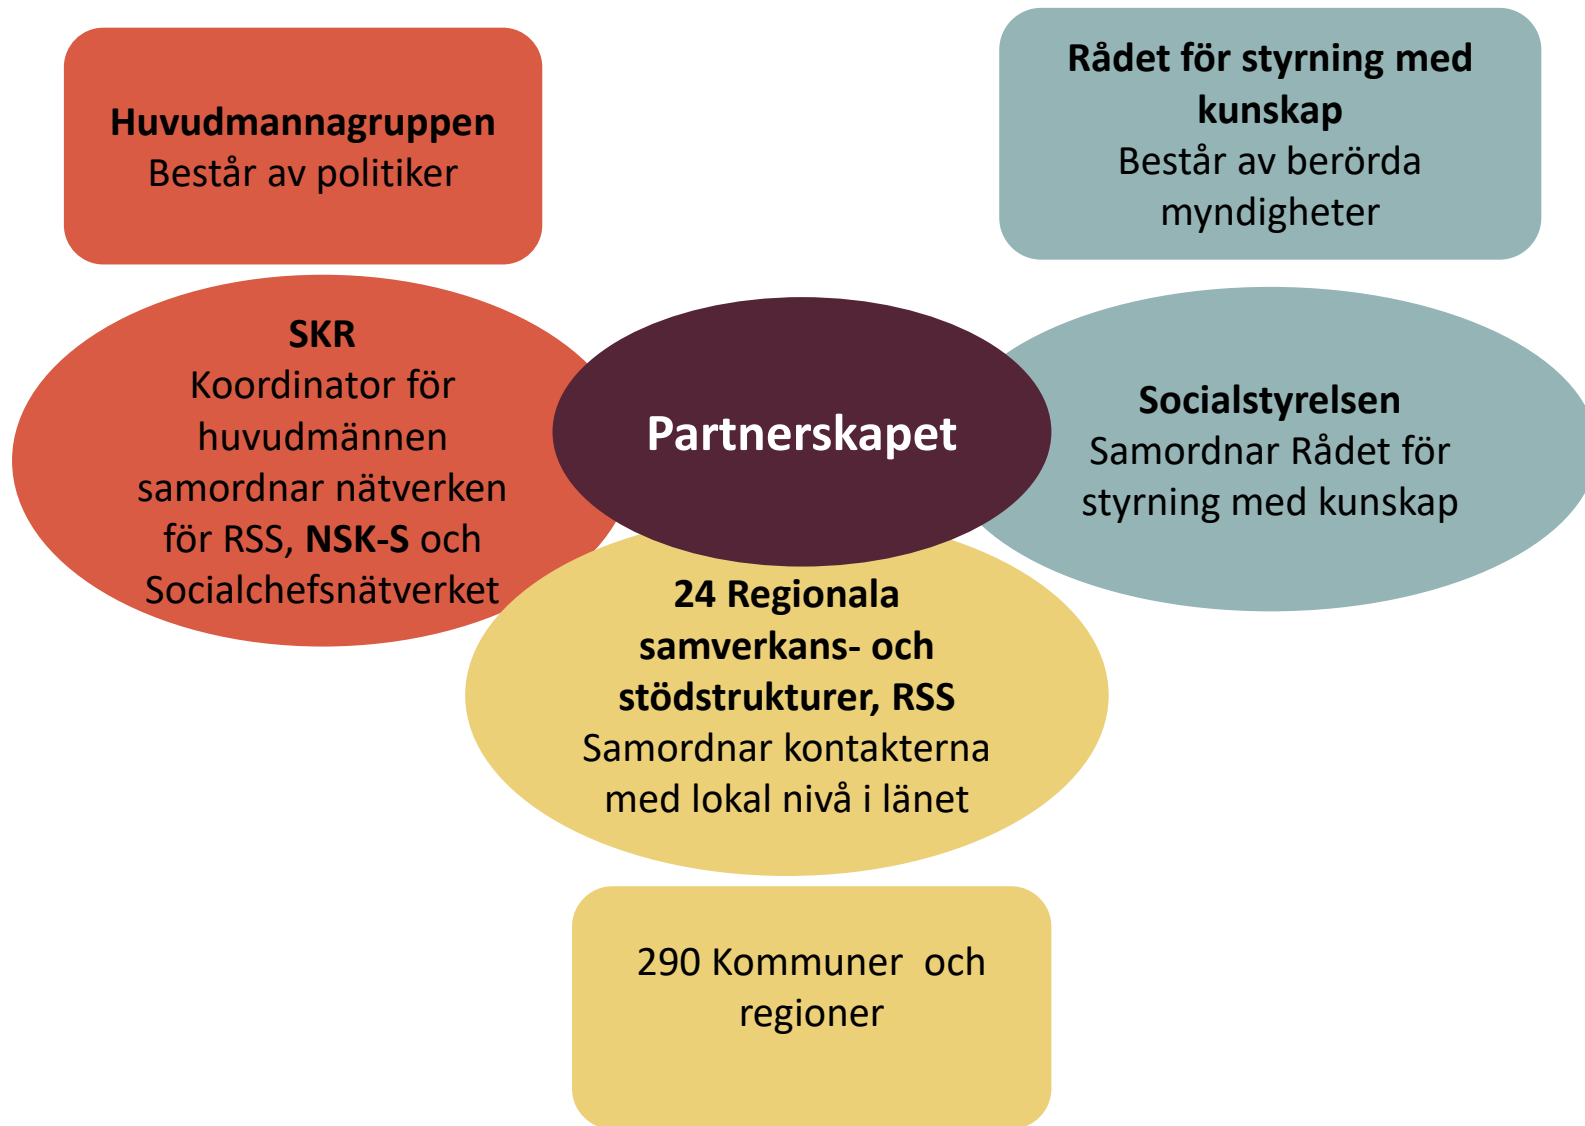 Huvudmannagruppen
Består av politiker
Rådet för styrning med
kunskap
Består av berörda
myndigheter
SKR
Koordinator för
huvudmännen
samordnar nätverken
för RSS, NSK-S och
Socialchefsnätverket
Partnerskapet
Socialstyrelsen
Samordnar Rådet för
styrning med kunskap
24 Regionala
samverkans- och
stödstrukturer, RSS
Samordnar kontakterna
med lokal nivå i länet
290 Kommuner  och
regioner